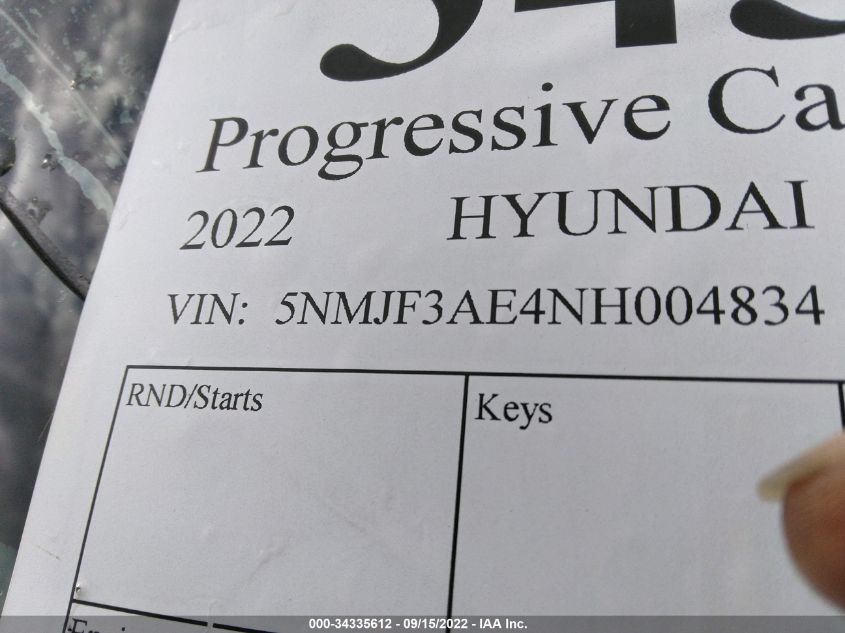 Progressive Ca
2022 HYUNDAI
VIN: 5NMJF3AE4NH004834
RND/Starts Keys
000-34335612 - 09/15/2022 - IAA Inc.